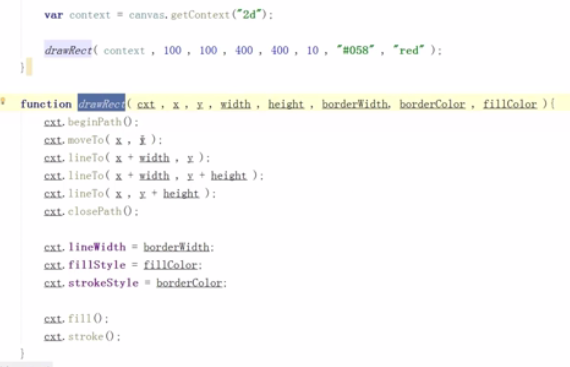 var context = canvas.getContext("2d");
drawRect( context , 100 , 100 , 400 , 400 , 10 , "#058" , "red" );
}
function drawRect( cxt , x , y , width , height , borderWidth, borderColor , fillColor ){
cxt.beginPath();
cxt.moveTo( x , y );
cxt.lineTo( x + width , y );
cxt.lineTo( x + width , y + height );
cxt.lineTo( x , y + height );
cxt.closePath();
cxt.lineWidth = borderWidth;
cxt.fillStyle = fillColor;
cxt.strokeStyle = borderColor;
cxt.fill();
cxt.stroke();
}